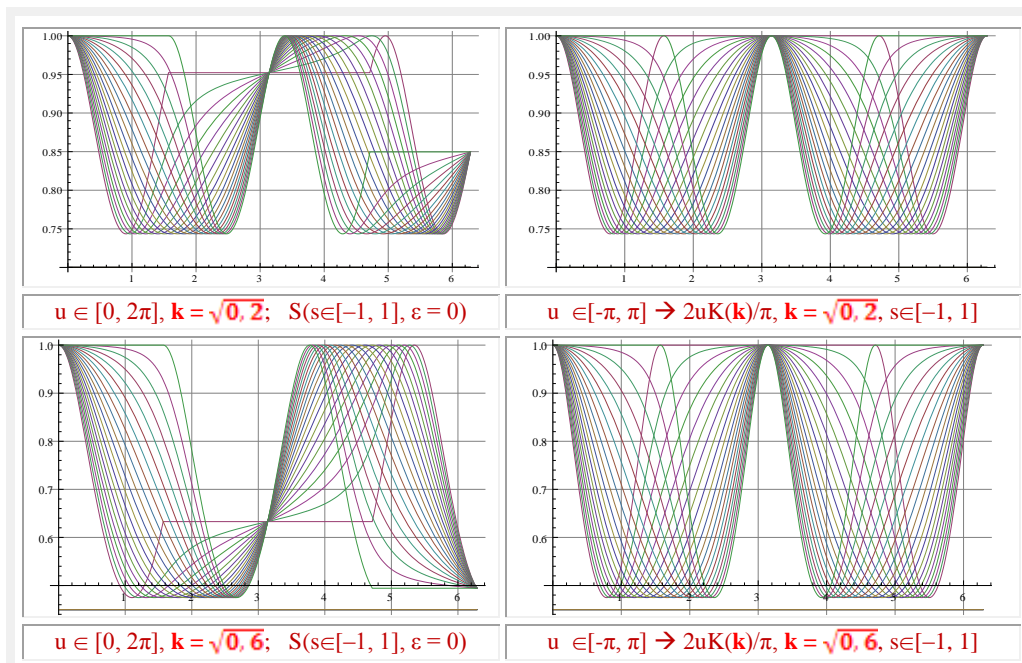 1.00
0.95
0.90
0.85
0.80
0.75
1 2 3 4 5 6
1.00
0.95
0.90
0.85
0.80
0.75
1 2 3 4 5 6
u ∈ [0, 2π], k = √0, 2; S(s∈[–1, 1], ε = 0)
u ∈[-π, π] → 2uK(k)/π, k = √0, 2, s∈[–1, 1]
1.0
0.9
0.8
0.7
0.6
1 2 3 4 5 6
1.0
0.9
0.8
0.7
0.6
1 2 3 4 5 6
u ∈ [0, 2π], k = √0, 6; S(s∈[–1, 1], ε = 0)
u ∈[-π, π] → 2uK(k)/π, k = √0, 6, s∈[–1, 1]